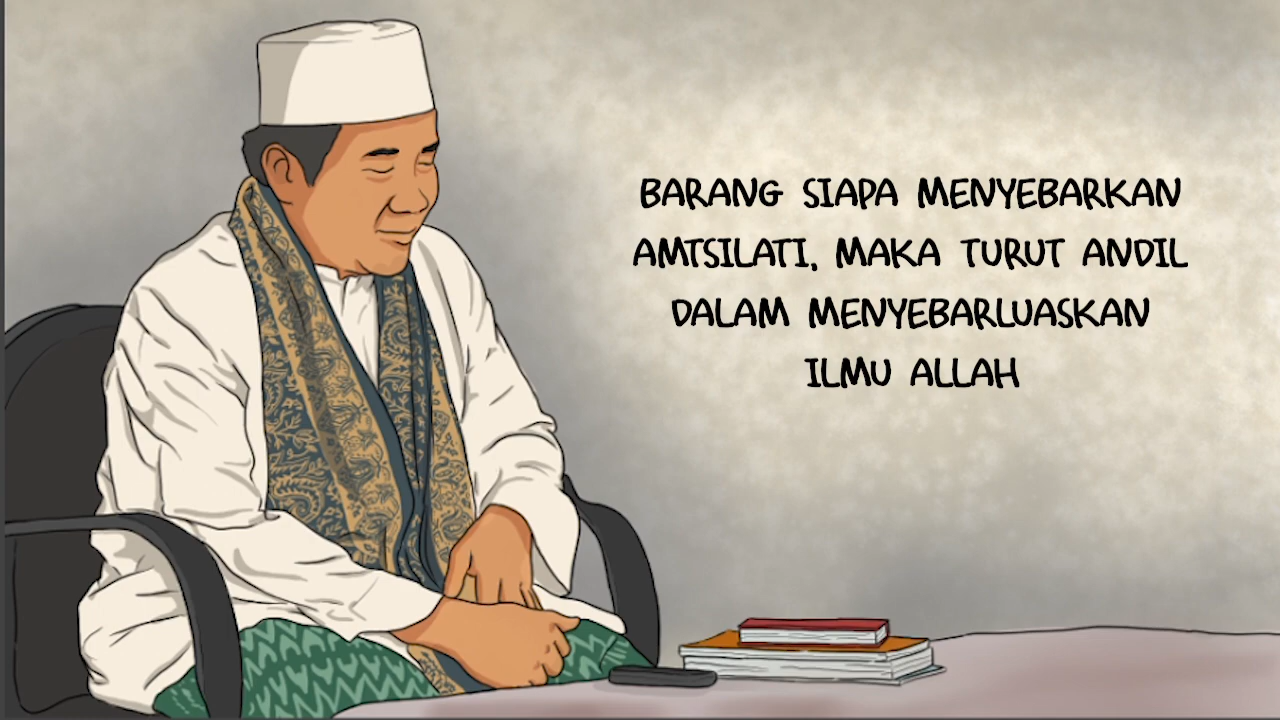 BARANG SIAPA MENYEBARKAN
AMTSILATI, MAKA TURUT ANDIL
DALAM MENYEBARLUASKAN
ILMU ALLAH